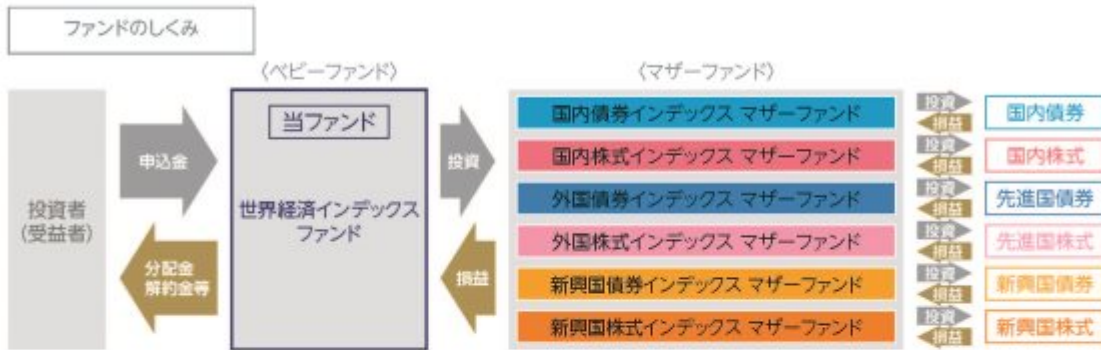 ファンドのしくみ
〈ベビーファンド〉
〈マザーファンド〉
投資者
(受益者)
申込金
分配金
解約金等
当ファンド
世界経済インデックス
ファンド
投資
損益
国内債券インデックス マザーファンド
投資
損益
国内債券
国内株式インデックス マザーファンド
投資
損益
国内株式
外国債券インデックス マザーファンド
投資
損益
先進国債券
外国株式インデックス マザーファンド
投資
損益
先進国株式
新興国債券インデックス マザーファンド
投資
損益
新興国債券
新興国株式インデックス マザーファンド
投資
損益
新興国株式